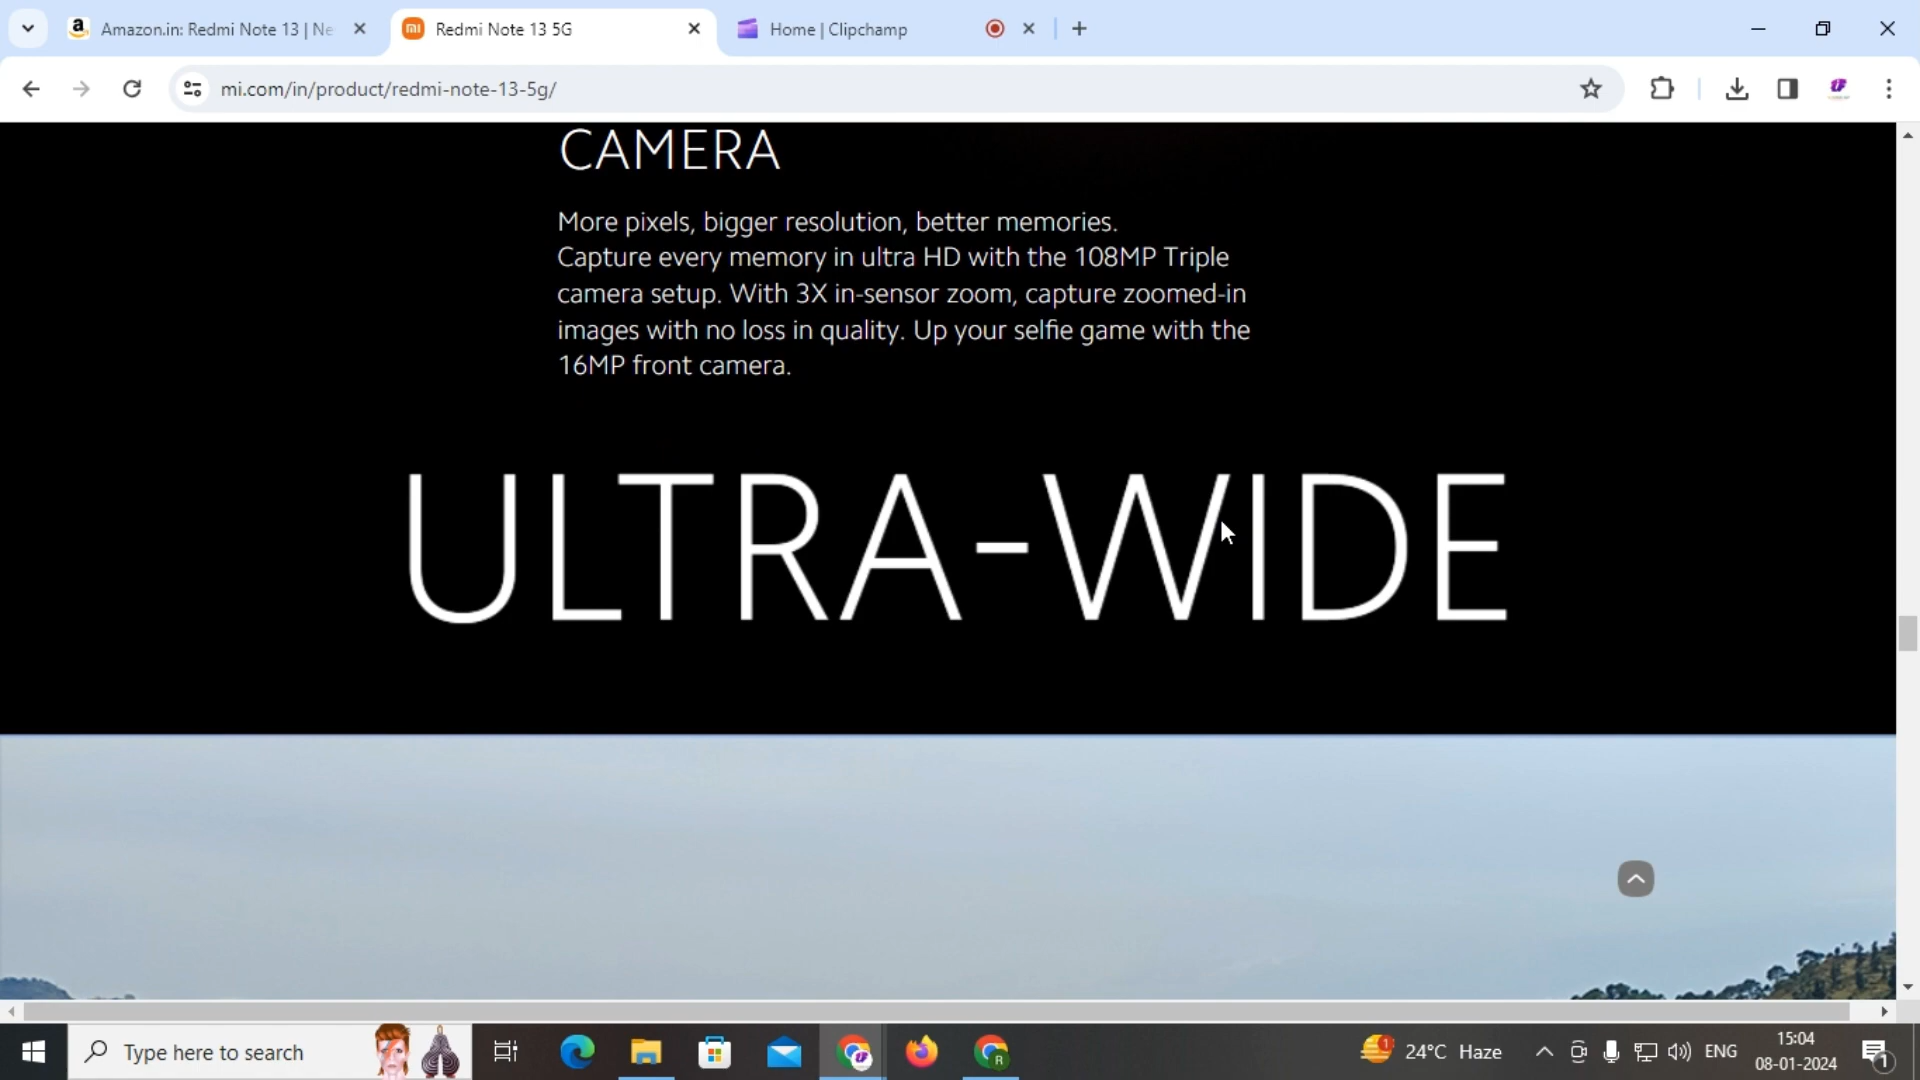 Amazon.in: Redmi Note 13 | Ne
Redmi Note 13 5G
Home | Clipchamp
mi.com/in/product/redmi-note-13-5g/
CAMERA
More pixels, bigger resolution, better memories.
Capture every memory in ultra HD with the 108MP Triple
camera setup. With 3X in-sensor zoom, capture zoomed-in
images with no loss in quality. Up your selfie game with the
16MP front camera.
ULTRA-WIDE
Type here to search
24°C Haze
ENG
15:04
08-01-2024
1